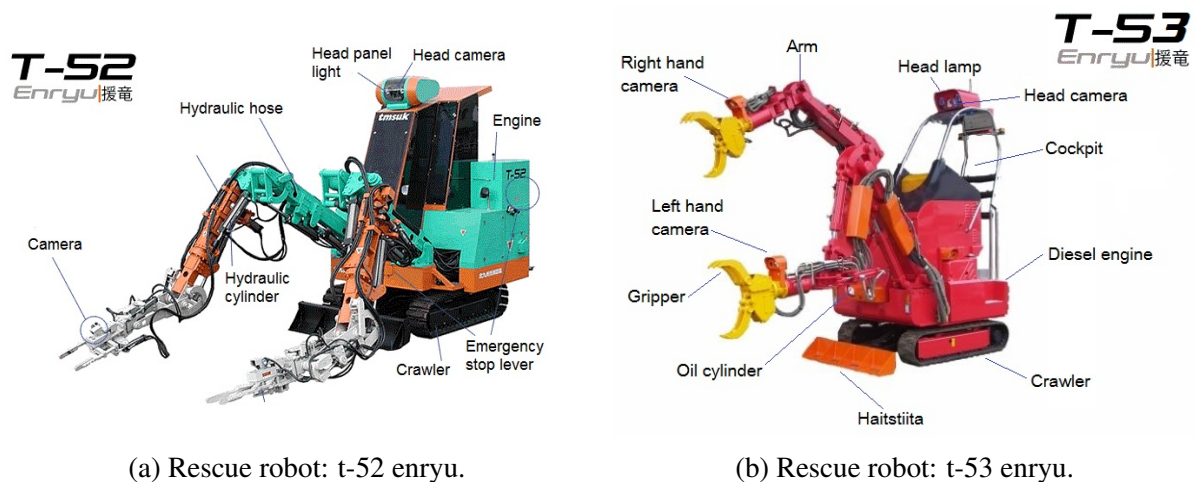 T-52
Enryu援竜
Head panel
light
Head camera
Hydraulic hose
tmsuk
Engine
T-52
Camera
Hydraulic
cylinder
Crawler
Emergency
stop lever
(a) Rescue robot: t-52 enryu.
T-53
Enryu援竜
Arm
Right hand
camera
Head lamp
Head camera
Cockpit
Left hand
camera
Diesel engine
Gripper
Oil cylinder
Crawler
Haitstiita
(b) Rescue robot: t-53 enryu.